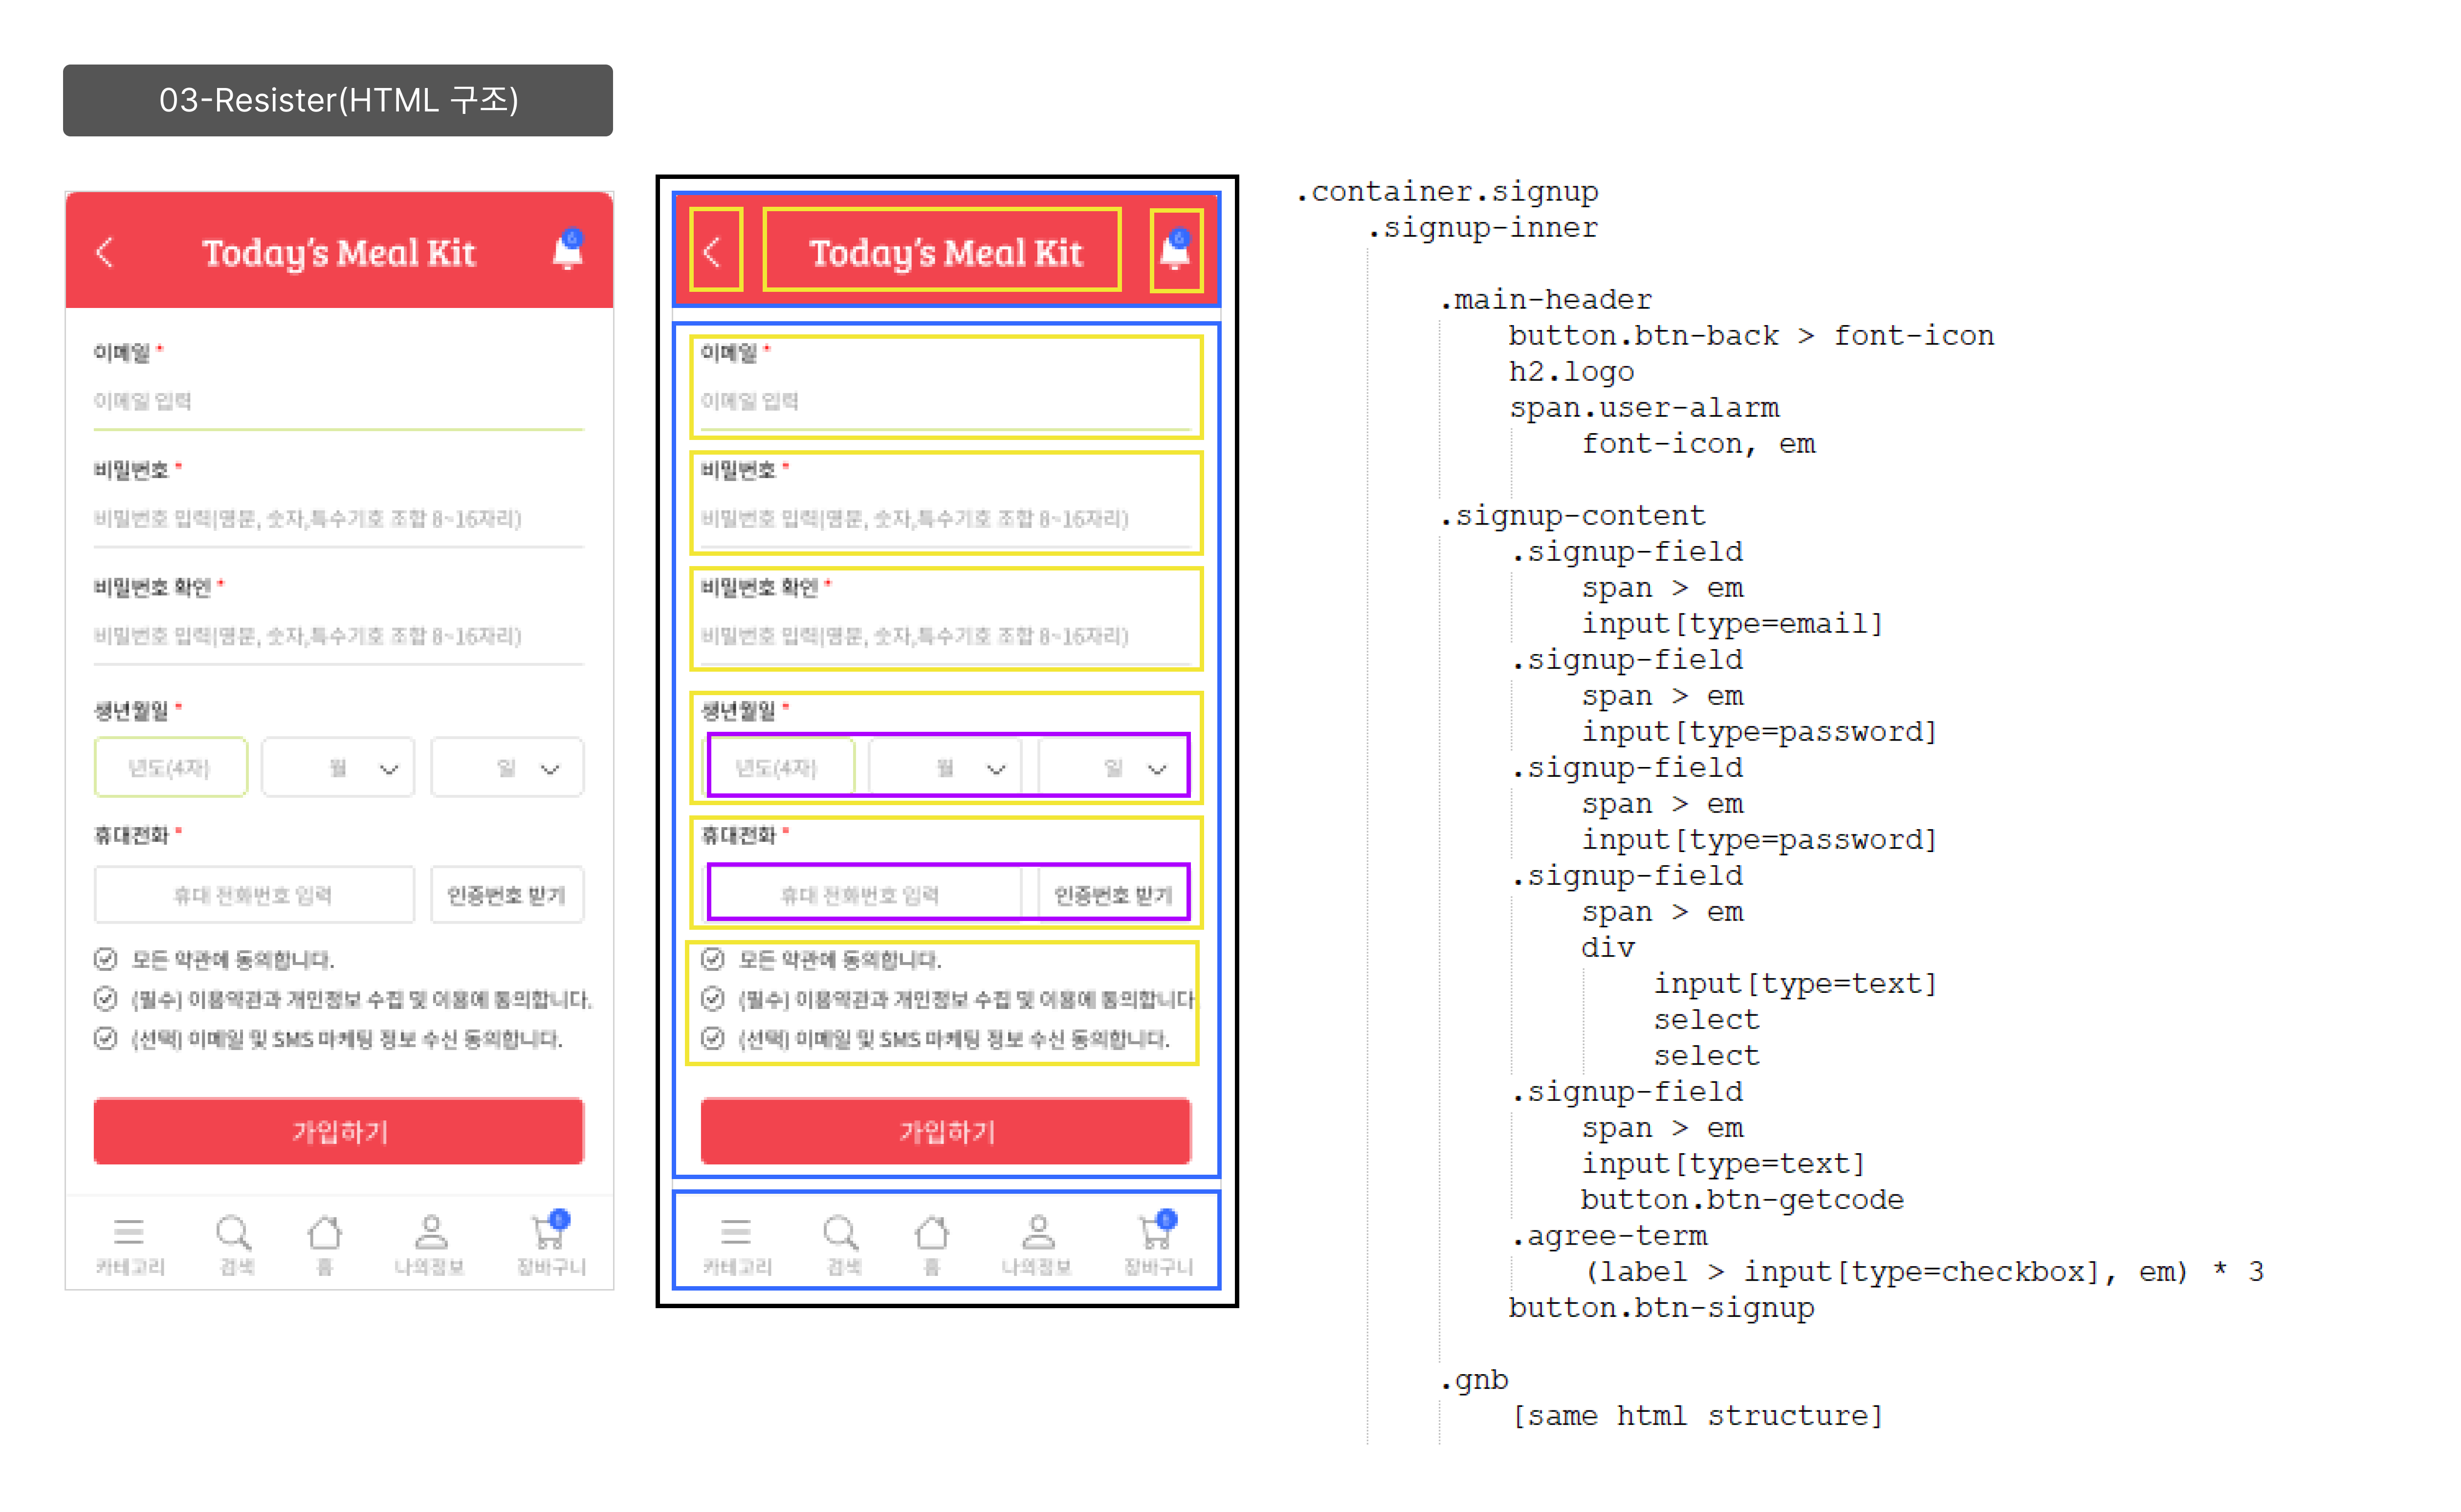 03-Resister(HTML 구조)
Today's Meal Kit
6
이메일 *
이메일 입력
비밀번호 *
비밀번호 입력(영문, 숫자,특수기호 조합 8~16자리)
비밀번호 확인 *
비밀번호 입력(영문, 숫자,특수기호 조합 8~16자리)
생년월일 *
년도(4자) 월 일
휴대전화 *
휴대 전화번호 입력 인증번호 받기
모든 약관에 동의합니다.
(필수) 이용약관과 개인정보 수집 및 이용에 동의합니다.
(선택) 이메일 및 SMS 마케팅 정보 수신 동의합니다.
가입하기
카테고리 검색 홈 나의정보 장바구니
Today's Meal Kit
6
이메일 *
이메일 입력
비밀번호 *
비밀번호 입력(영문, 숫자,특수기호 조합 8~16자리)
비밀번호 확인 *
비밀번호 입력(영문, 숫자,특수기호 조합 8~16자리)
생년월일 *
년도(4자) 월 일
휴대전화 *
휴대 전화번호 입력 인증번호 받기
모든 약관에 동의합니다.
(필수) 이용약관과 개인정보 수집 및 이용에 동의합니다
(선택) 이메일 및 SMS 마케팅 정보 수신 동의합니다.
가입하기
카테고리 검색 홈 나의정보 장바구니
.container.signup
.signup-inner
.main-header
button.btn-back > font-icon
h2.logo
span.user-alarm
font-icon, em
.signup-content
.signup-field
span > em
input[type=email]
.signup-field
span > em
input[type=password]
.signup-field
span > em
input[type=password]
.signup-field
span > em
div
input[type=text]
select
select
.signup-field
span > em
input[type=text]
button.btn-getcode
.agree-term
(label > input[type=checkbox], em) * 3
button.btn-signup
.gnb
[same html structure]